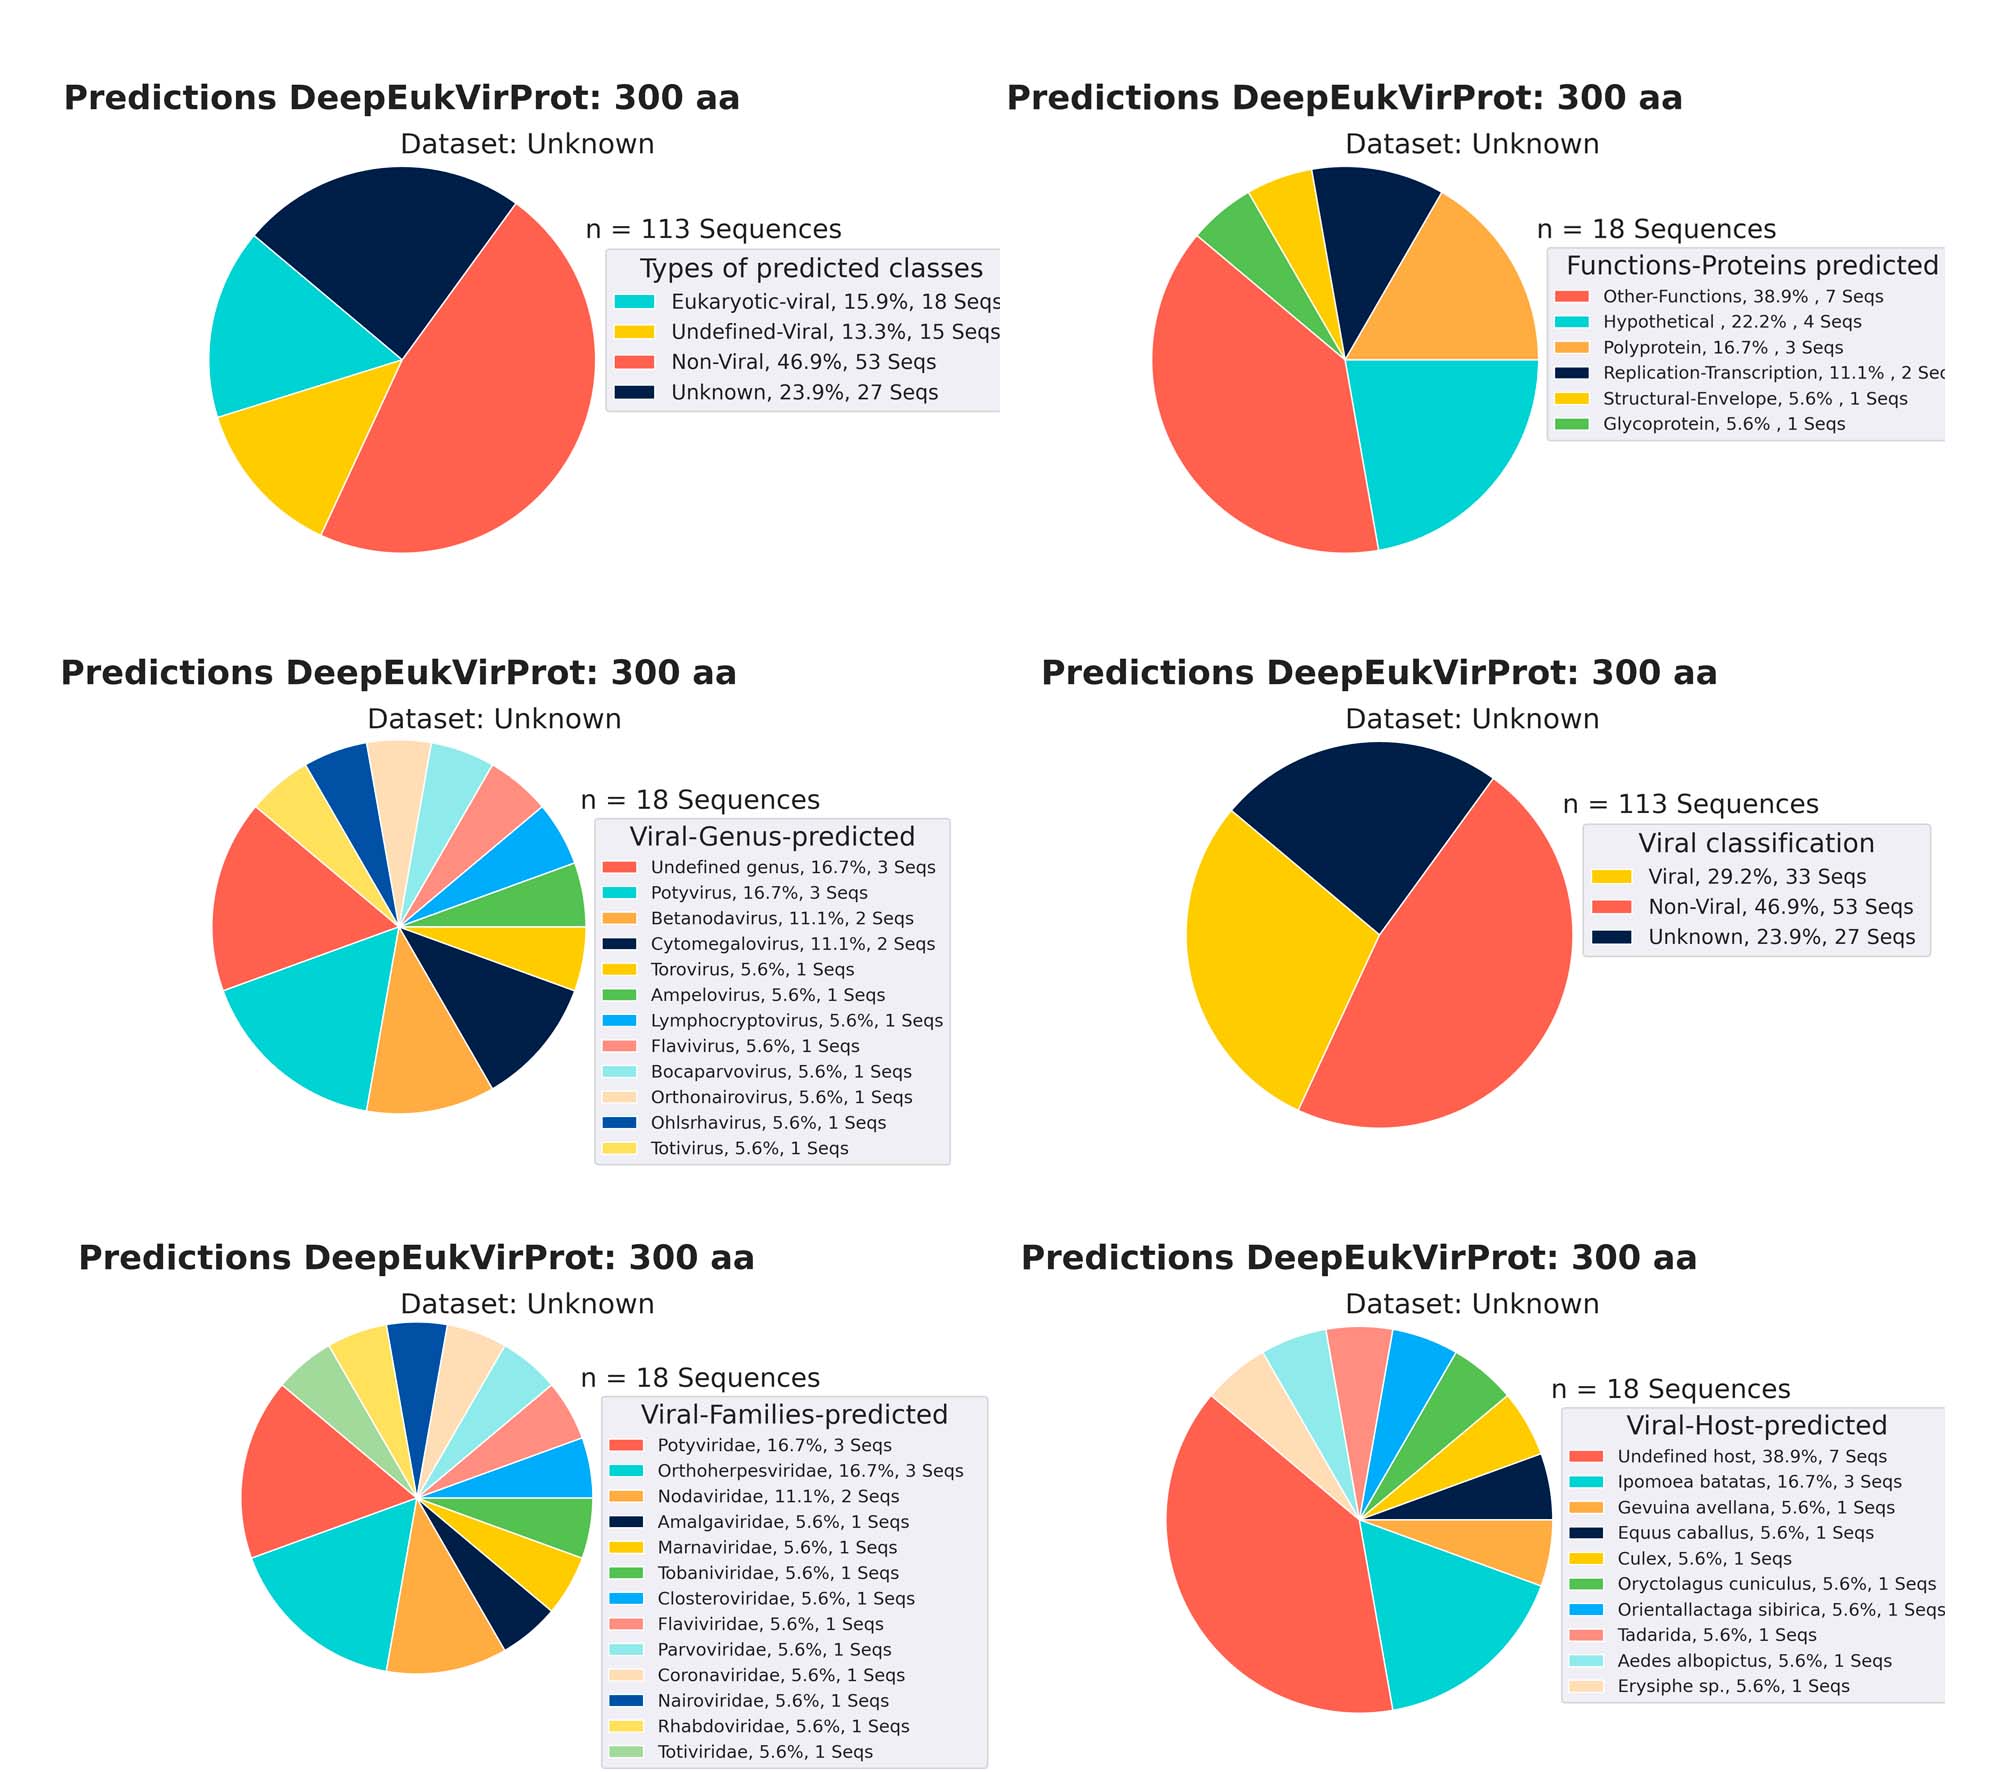 Predictions DeepEukVirProt: 300 aa
Dataset: Unknown
n = 113 Sequences
Types of predicted classes
Eukaryotic-viral, 15.9%, 18 Seqs
Undefined-Viral, 13.3%, 15 Seqs
Non-Viral, 46.9%, 53 Seqs
Unknown, 23.9%, 27 Seqs
Predictions DeepEukVirProt: 300 aa
Dataset: Unknown
n = 18 Sequences
Functions-Proteins predicted
Other-Functions, 38.9% , 7 Seqs
Hypothetical , 22.2% , 4 Seqs
Polyprotein, 16.7% , 3 Seqs
Replication-Transcription, 11.1% , 2 Sec
Structural-Envelope, 5.6% , 1 Seqs
Glycoprotein, 5.6% , 1 Seqs
Predictions DeepEukVirProt: 300 aa
Dataset: Unknown
n = 18 Sequences
Viral-Genus-predicted
Undefined genus, 16.7%, 3 Seqs
Potyvirus, 16.7%, 3 Seqs
Betanodavirus, 11.1%, 2 Seqs
Cytomegalovirus, 11.1%, 2 Seqs
Torovirus, 5.6%, 1 Seqs
Ampelovirus, 5.6%, 1 Seqs
Lymphocryptovirus, 5.6%, 1 Seqs
Flavivirus, 5.6%, 1 Seqs
Bocaparvovirus, 5.6%, 1 Seqs
Orthonairovirus, 5.6%, 1 Seqs
Ohlsrhavirus, 5.6%, 1 Seqs
Totivirus, 5.6%, 1 Seqs
Predictions DeepEukVirProt: 300 aa
Dataset: Unknown
n = 113 Sequences
Viral classification
Viral, 29.2%, 33 Seqs
Non-Viral, 46.9%, 53 Seqs
Unknown, 23.9%, 27 Seqs
Predictions DeepEukVirProt: 300 aa
Dataset: Unknown
n = 18 Sequences
Viral-Families-predicted
Potyviridae, 16.7%, 3 Seqs
Orthoherpesviridae, 16.7%, 3 Seqs
Nodaviridae, 11.1%, 2 Seqs
Amalgaviridae, 5.6%, 1 Seqs
Marnaviridae, 5.6%, 1 Seqs
Tobaniviridae, 5.6%, 1 Seqs
Closteroviridae, 5.6%, 1 Seqs
Flaviviridae, 5.6%, 1 Seqs
Parvoviridae, 5.6%, 1 Seqs
Coronaviridae, 5.6%, 1 Seqs
Nairoviridae, 5.6%, 1 Seqs
Rhabdoviridae, 5.6%, 1 Seqs
Totiviridae, 5.6%, 1 Seqs
Predictions DeepEukVirProt: 300 aa
Dataset: Unknown
n = 18 Sequences
Viral-Host-predicted
Undefined host, 38.9%, 7 Seqs
Ipomoea batatas, 16.7%, 3 Seqs
Gevuina avellana, 5.6%, 1 Seqs
Equus caballus, 5.6%, 1 Seqs
Culex, 5.6%, 1 Seqs
Oryctolagus cuniculus, 5.6%, 1 Seqs
Orientallactaga sibirica, 5.6%, 1 Seqs
Tadarida, 5.6%, 1 Seqs
Aedes albopictus, 5.6%, 1 Seqs
Erysiphe sp., 5.6%, 1 Seqs